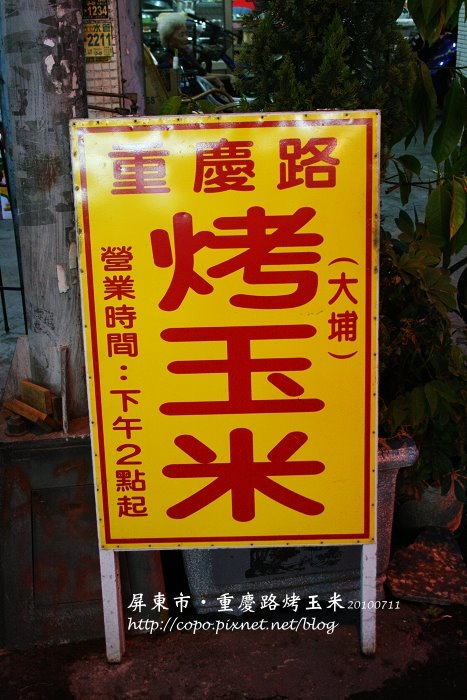 1234
2211
重慶路
烤玉米
(大埔)
營業時間：下午2點起
屏東市・重慶路烤玉米20100711
http://copo.pixnet.net/blog